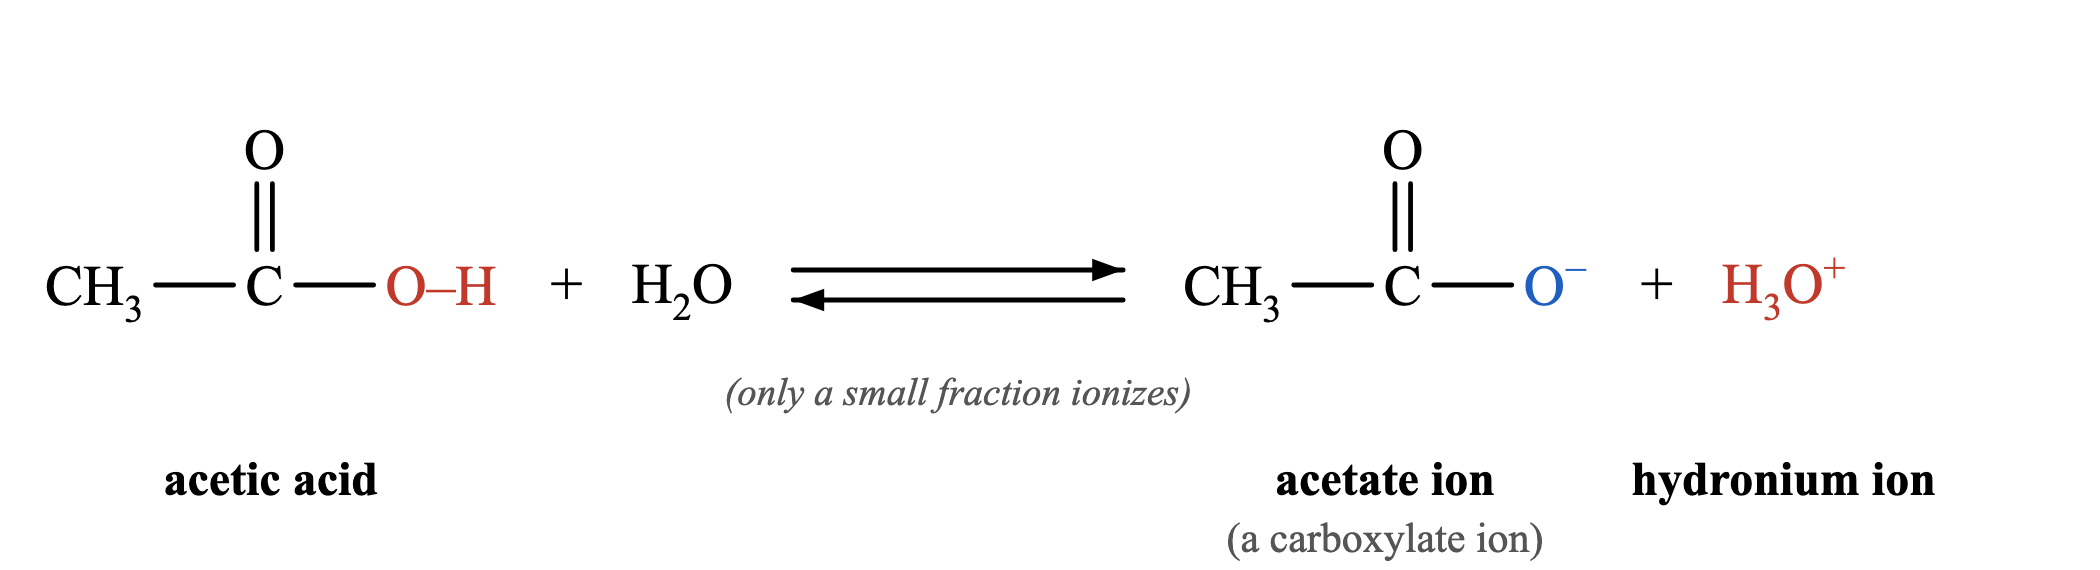 O O
CH₃ C O–H + H₂O CH₃ C O⁻ + H₃O⁺
(only a small fraction ionizes)
acetic acid acetate ion hydronium ion
(a carboxylate ion)